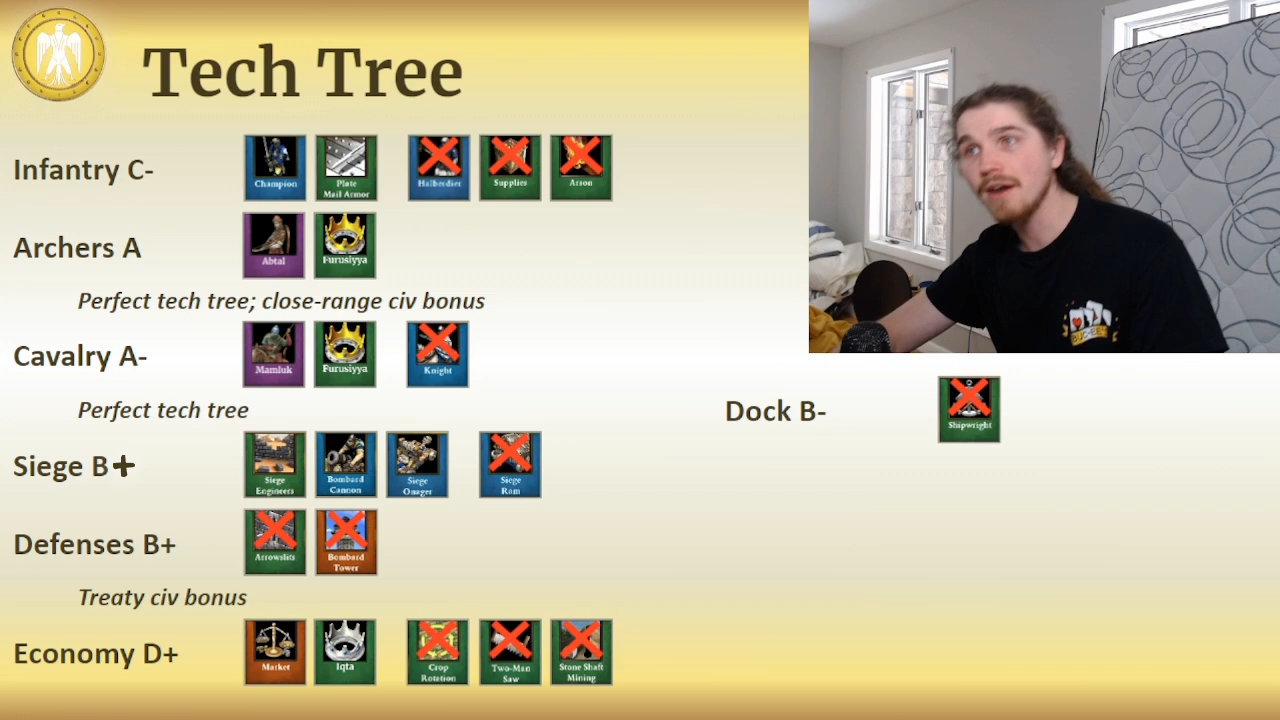 Tech Tree
Infantry C-
Champion
Plate
Mail Armor
Halberdier
Supplies
Arson
Archers A
Abtal
Furusiyya
Perfect tech tree; close-range civ bonus
Cavalry A-
Mamluk
Furusiyya
Knight
Perfect tech tree
Dock B-
Shipwright
Siege B+
Siege
Engineers
Bombard
Cannon
Siege
Onager
Siege
Ram
Defenses B+
Arrowslits
Bombard
Tower
Treaty civ bonus
Economy D+
Market
Iqta
Crop
Rotation
Two-Man
Saw
Stone Shaft
Mining